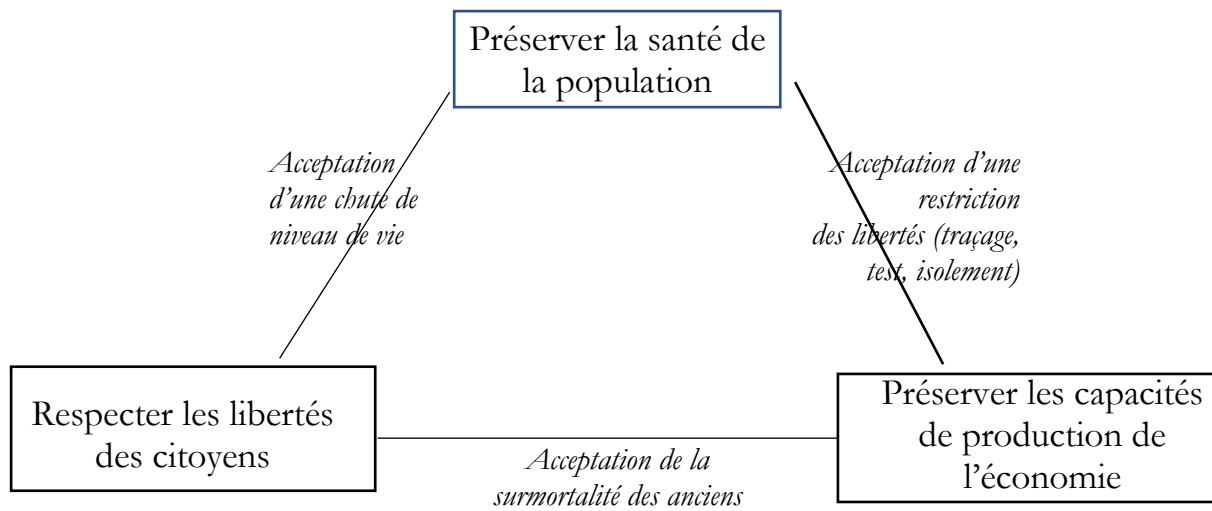 Préserver la santé de
la population
Acceptation
d’une chute de
niveau de vie
Acceptation d’une
restriction
des libertés (traçage,
test, isolement)
Respecter les libertés
des citoyens
Préserver les capacités
de production de
l’économie
Acceptation de la
surmortalité des anciens